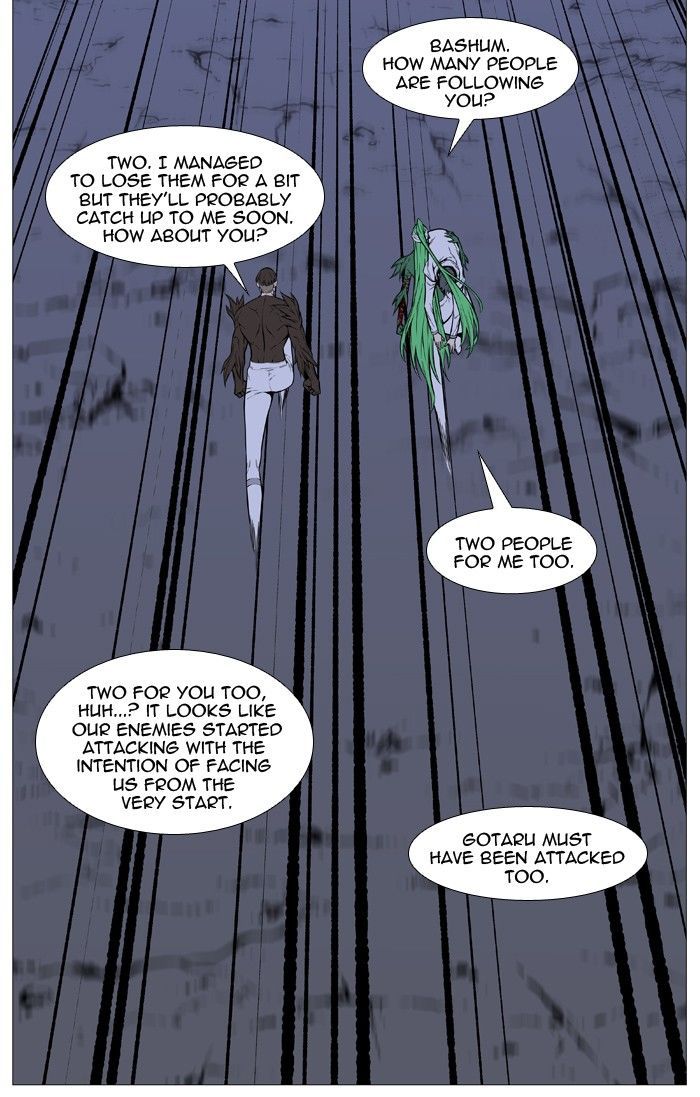 BASHUM.
HOW MANY PEOPLE
ARE FOLLOWING
YOU?
TWO. I MANAGED
TO LOSE THEM FOR A BIT
BUT THEY'LL PROBABLY
CATCH UP TO ME SOON.
HOW ABOUT YOU?
TWO PEOPLE
FOR ME TOO.
TWO FOR YOU TOO,
HUH...? IT LOOKS LIKE
OUR ENEMIES STARTED
ATTACKING WITH THE
INTENTION OF FACING
US FROM THE
VERY START.
GOTARU MUST
HAVE BEEN ATTACKED
TOO.